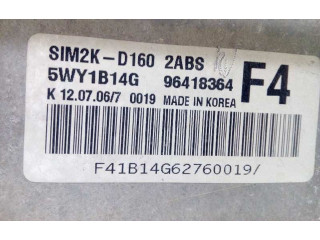 SIM2K-D160 2ABS
5WY1B14G 96418364 F4
K 12.07.06/7 0019 MADE IN KOREA
F41B14G62760019/